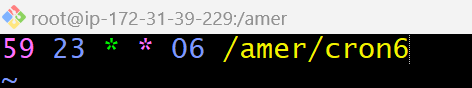 root@ip-172-31-39-229:/amer
59 23 * * 06 /amer/cron6
~